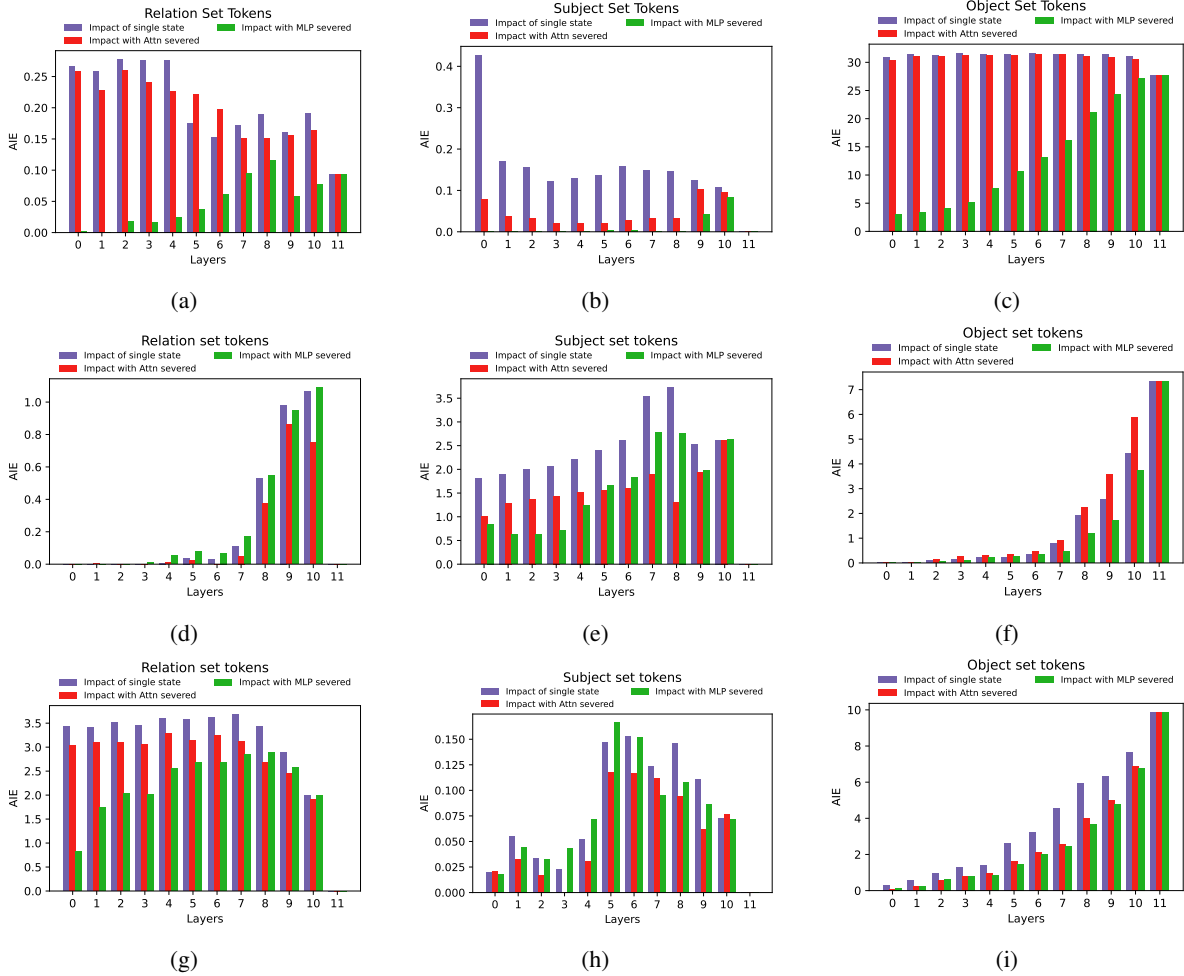 Relation Set Tokens
Impact of single state
Impact with MLP severed
Impact with Attn severed
0.25
0.20
0.15
0.10
0.05
0.00
AIE
0 1 2 3 4 5 6 7 8 9 10 11
Layers
(a)
Subject Set Tokens
Impact of single state
Impact with MLP severed
Impact with Attn severed
0.4
0.3
0.2
0.1
0.0
AIE
0 1 2 3 4 5 6 7 8 9 10 11
Layers
(b)
Object Set Tokens
Impact of single state
Impact with MLP severed
Impact with Attn severed
30
25
20
15
10
5
0
AIE
0 1 2 3 4 5 6 7 8 9 10 11
Layers
(c)
Relation set tokens
Impact of single state
Impact with MLP severed
Impact with Attn severed
1.0
0.8
0.6
0.4
0.2
0.0
AIE
0 1 2 3 4 5 6 7 8 9 10 11
Layers
(d)
Subject set tokens
Impact of single state
Impact with MLP severed
Impact with Attn severed
3.5
3.0
2.5
2.0
1.5
1.0
0.5
0.0
AIE
0 1 2 3 4 5 6 7 8 9 10 11
Layers
(e)
Object set tokens
Impact of single state
Impact with MLP severed
Impact with Attn severed
7
6
5
4
3
2
1
0
AIE
0 1 2 3 4 5 6 7 8 9 10 11
Layers
(f)
Relation set tokens
Impact of single state
Impact with MLP severed
Impact with Attn severed
3.5
3.0
2.5
2.0
1.5
1.0
0.5
0.0
AIE
0 1 2 3 4 5 6 7 8 9 10 11
Layers
(g)
Subject set tokens
Impact of single state
Impact with MLP severed
Impact with Attn severed
0.150
0.125
0.100
0.075
0.050
0.025
0.000
AIE
0 1 2 3 4 5 6 7 8 9 10 11
Layers
(h)
Object set tokens
Impact of single state
Impact with MLP severed
Impact with Attn severed
10
8
6
4
2
0
AIE
0 1 2 3 4 5 6 7 8 9 10 11
Layers
(i)